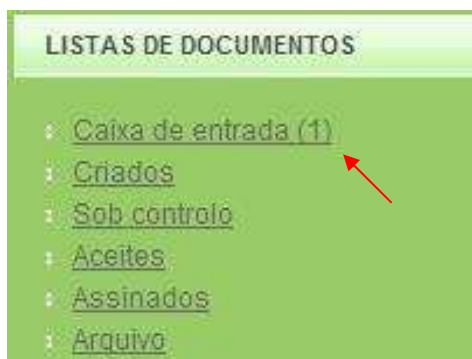 LISTAS DE DOCUMENTOS
Caixa de entrada (1)
Criados
Sob controlo
Aceites
Assinados
Arquivo